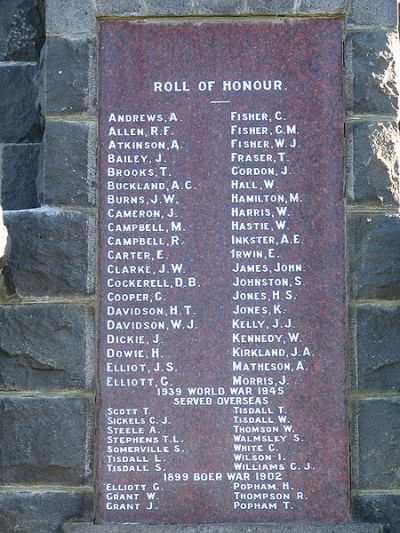 ROLL OF HONOUR.
ANDREWS, A.
ALLEN, R.F.
ATKINSON, A.
BAILEY, J.
BROOKS, T.
BUCKLAND, A.C.
BURNS, J.W.
CAMERON, J.
CAMPBELL, M.
CAMPBELL, R.
CARTER, E.
CLARKE, J.W.
COCKERELL, D.B.
COOPER, G.
DAVIDSON, H.T.
DAVIDSON, W.J.
DICKIE, J.
DOWIE, H.
ELLIOT, J.S.
ELLIOTT, G.
FISHER, C.
FISHER, G.M.
FISHER, W.J.
FRASER, T.
GORDON, J.
HALL, W.
HAMILTON, M.
HARRIS, W.
HASTIE, W.
INKSTER, A.E.
IRWIN, E.
JAMES, JOHN.
JOHNSTON, S.
JONES, H.S.
JONES, K.
KELLY, J.J.
KENNEDY, W.
KIRKLAND, J.A.
MATHESON, A.
MORRIS, J.
1939 WORLD WAR 1945
SERVED OVERSEAS
SCOTT T.
SICKELS C.J.
STEELE A.
STEPHENS T.L.
SOMERVILLE S.
TISDALL L.
TISDALL S.
TISDALL T.
TISDALL W.
THOMSON W.
WALMSLEY S.
WHITE C.
WILSON I.
WILLIAMS G.J.
1899 BOER WAR 1902
ELLIOTT G.
GRANT W.
GRANT J.
POPHAM. H.
THOMPSON R.
POPHAM T.